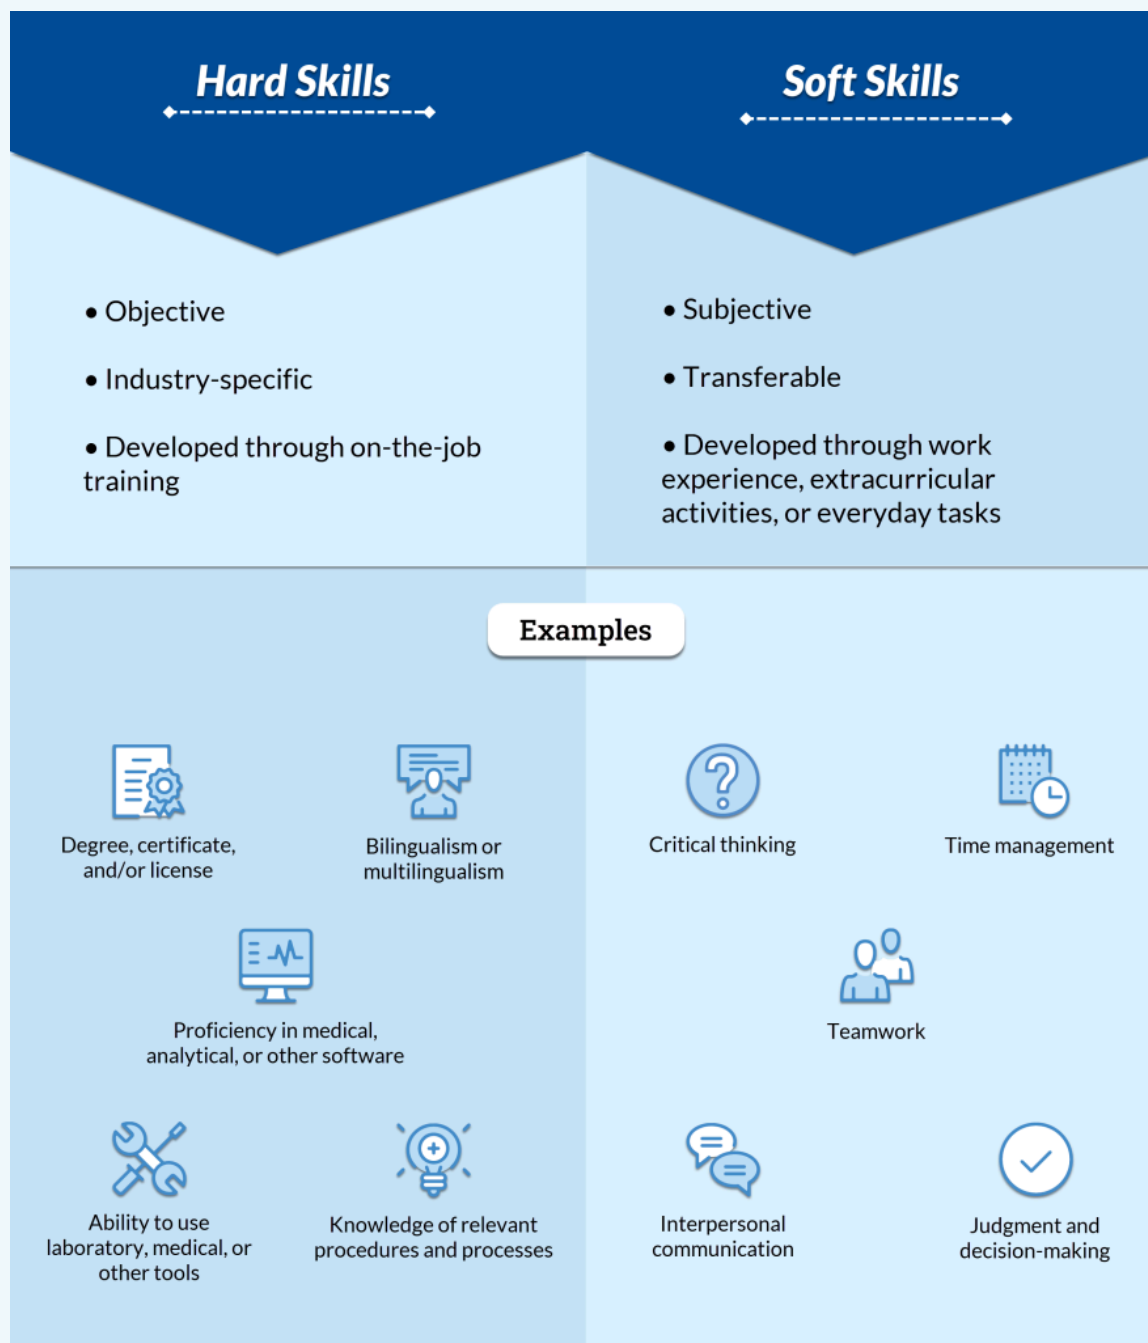 Hard Skills
Soft Skills
• Objective
• Industry-specific
• Developed through on-the-job
training
• Subjective
• Transferable
• Developed through work
experience, extracurricular
activities, or everyday tasks
Examples
Degree, certificate,
and/or license
Bilingualism or
multilingualism
Proficiency in medical,
analytical, or other software
Ability to use
laboratory, medical, or
other tools
Knowledge of relevant
procedures and processes
Critical thinking
Time management
Teamwork
Interpersonal
communication
Judgment and
decision-making